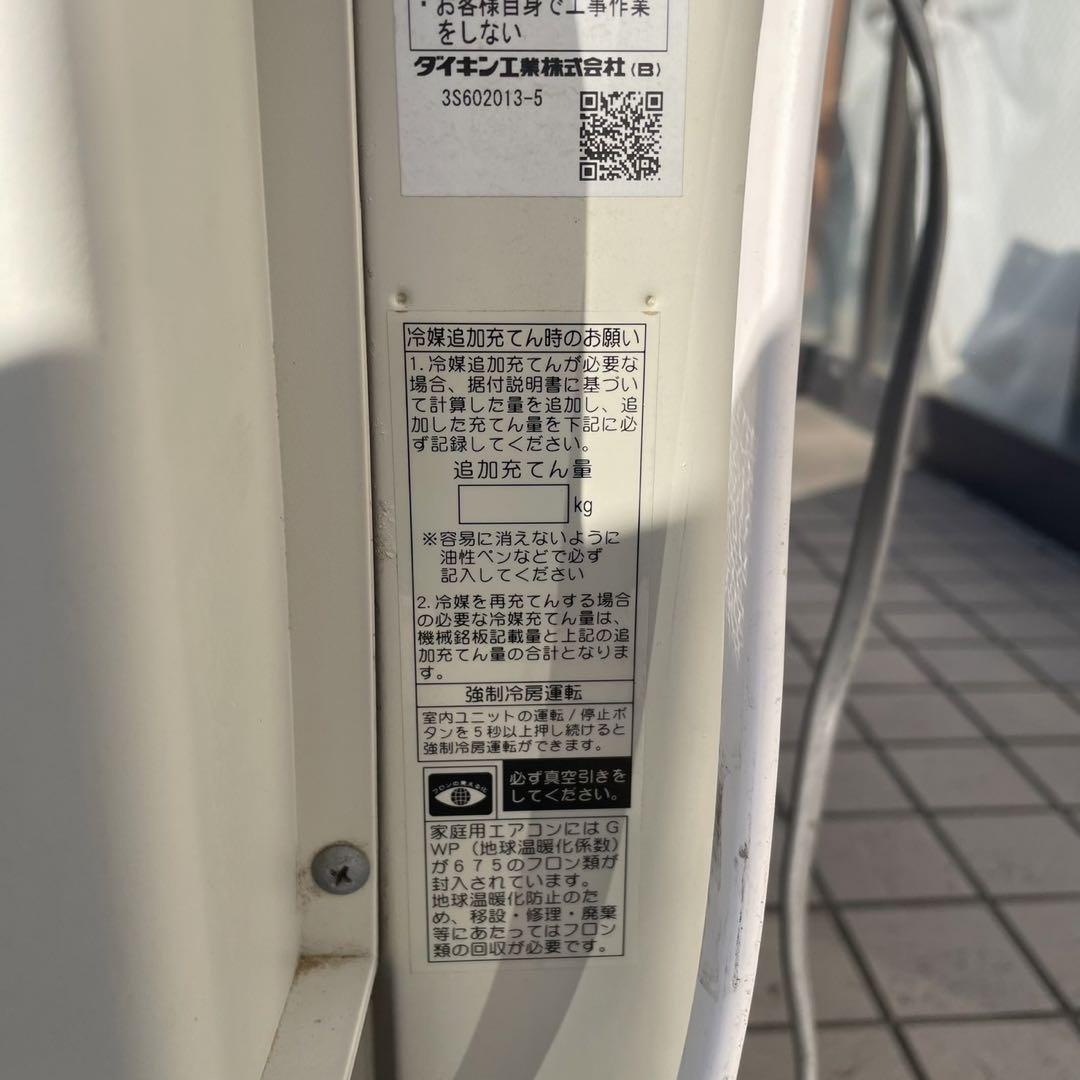 ・お客様自身で工事作業
をしない
ダイキン工業株式会社(B)
3S602013-5
冷媒追加充てん時のお願い
1.冷媒追加充てんが必要な
場合、据付説明書に基づい
て計算した量を追加し、追
加した充てん量を下記に必
ず記録してください。
追加充てん量
kg
※容易に消えないように
油性ペンなどで必ず
記入してください
2.冷媒を再充てんする場合
の必要な冷媒充てん量は、
機械銘板記載量と上記の追
加充てん量の合計となりま
す。
強制冷房運転
室内ユニットの運転/停止ボ
タンを5秒以上押し続けると
強制冷房運転ができます。
フロンの見える化
必ず真空引きを
してください。
家庭用エアコンにはG
WP(地球温暖化係数)
が675のフロン類が
封入されています。
地球温暖化防止のた
め、移設・修理・廃棄
等にあたってはフロン
類の回収が必要です。